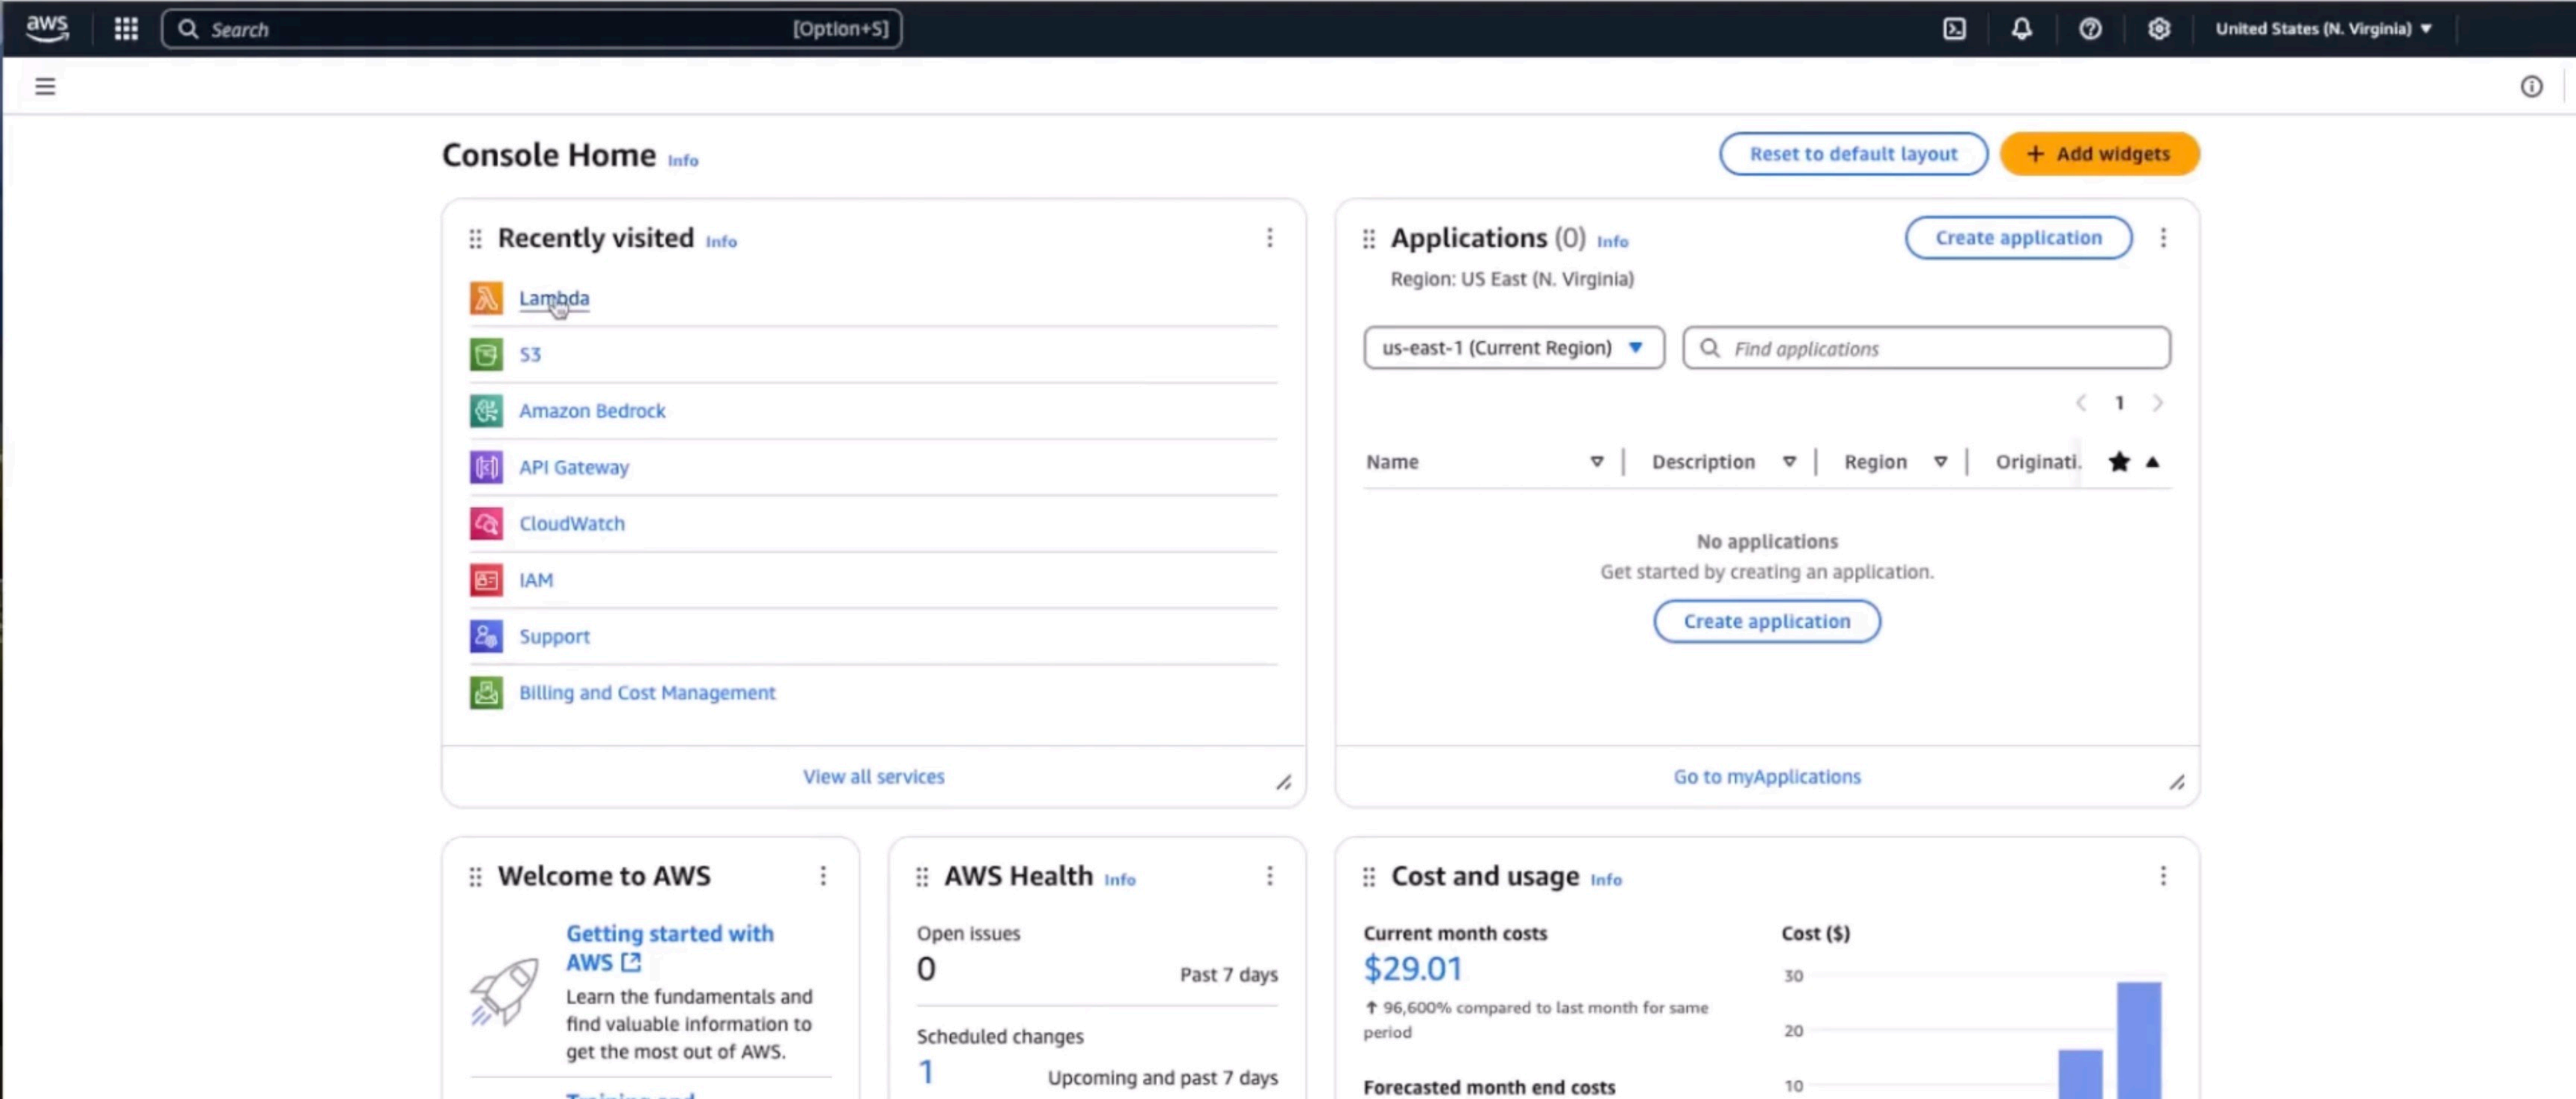 aws
Search [Option+S]
United States (N. Virginia)
Console Home Info
Reset to default layout
+ Add widgets
Recently visited Info
Lambda
S3
Amazon Bedrock
API Gateway
CloudWatch
IAM
Support
Billing and Cost Management
View all services
Applications (0) Info
Create application
Region: US East (N. Virginia)
us-east-1 (Current Region)
Find applications
1
Name Description Region Originati.
No applications
Get started by creating an application.
Create application
Go to myApplications
Welcome to AWS
Getting started with
AWS
Learn the fundamentals and
find valuable information to
get the most out of AWS.
Training and
AWS Health Info
Open issues
0 Past 7 days
Scheduled changes
1 Upcoming and past 7 days
Cost and usage Info
Current month costs
$29.01
↑ 96,600% compared to last month for same
period
Forecasted month end costs
Cost ($)
30
20
10